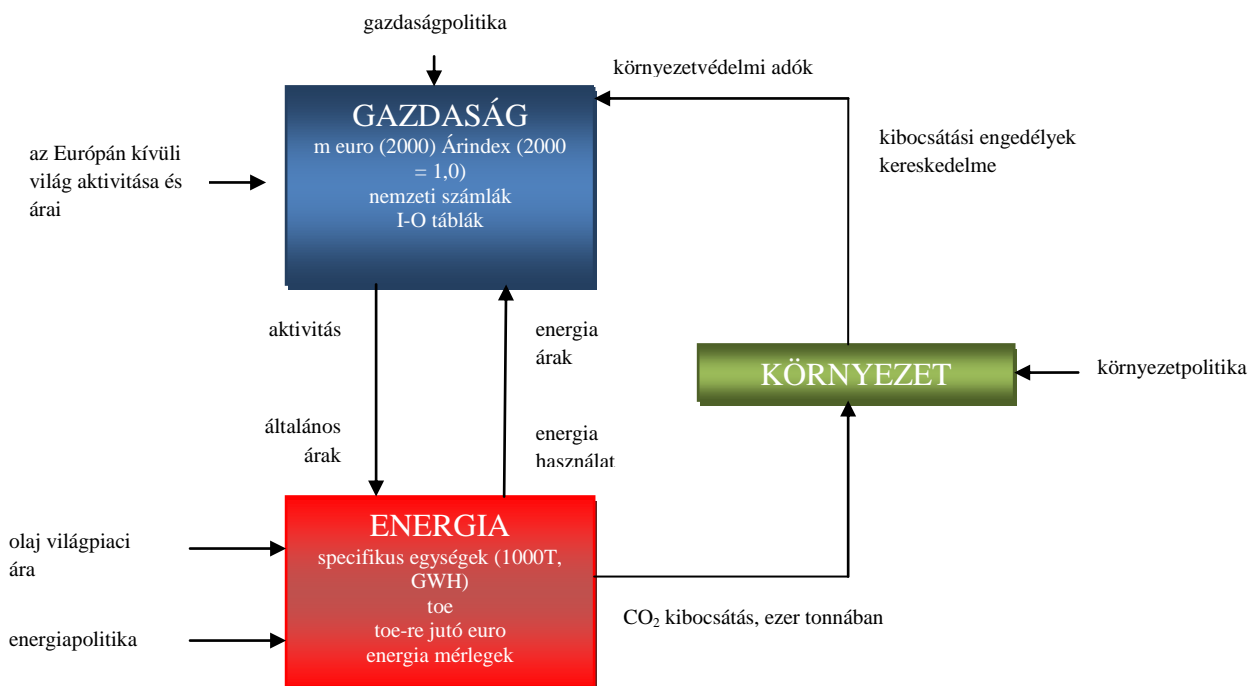 gazdaságpolitika
környezetvédelmi adók
GAZDASÁG
m euro (2000) Árindex (2000
= 1,0)
nemzeti számlák
I-O táblák
az Európán kívüli
világ aktivitása és
árai
kibocsátási engedélyek
kereskedelme
aktivitás
energia
árak
KÖRNYEZET
környezetpolitika
általános
árak
energia
használat
ENERGIA
specifikus egységek (1000T,
GWH)
toe
toe-re jutó euro
energia mérlegek
olaj világpiaci
ára
energiapolitika
CO₂ kibocsátás, ezer tonnában